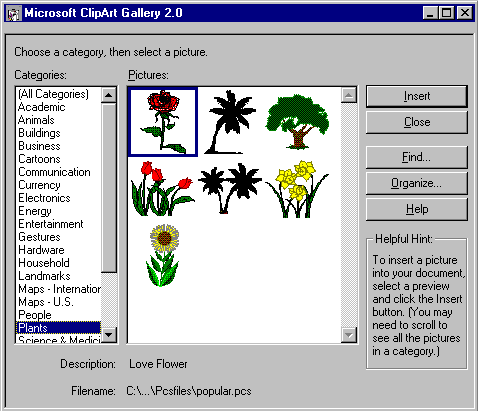 Microsoft ClipArt Gallery 2.0
Choose a category, then select a picture.
Categories:
Pictures:
(All Categories)
Academic
Animals
Buildings
Business
Cartoons
Communication
Currency
Electronics
Energy
Entertainment
Gestures
Hardware
Household
Landmarks
Maps - Internation
Maps - U.S.
People
Plants
Science & Medici
Insert
Close
Find...
Organize...
Help
Helpful Hint:
To insert a picture
into your document,
select a preview
and click the Insert
button. (You may
need to scroll to
see all the pictures
in a category.)
Description: Love Flower
Filename: C:\...\Pcsfiles\popular.pcs